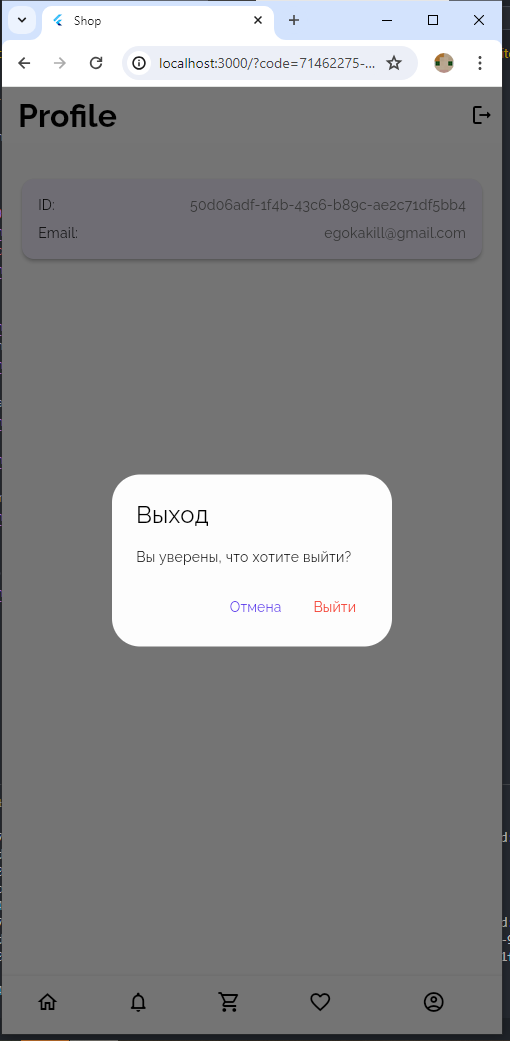 Shop
localhost:3000/?code=71462275-...
Profile
ID: 50d06adf-1f4b-43c6-b89c-ae2c71df5bb4
Email: egokakill@gmail.com
Выход
Вы уверены, что хотите выйти?
Отмена Выйти